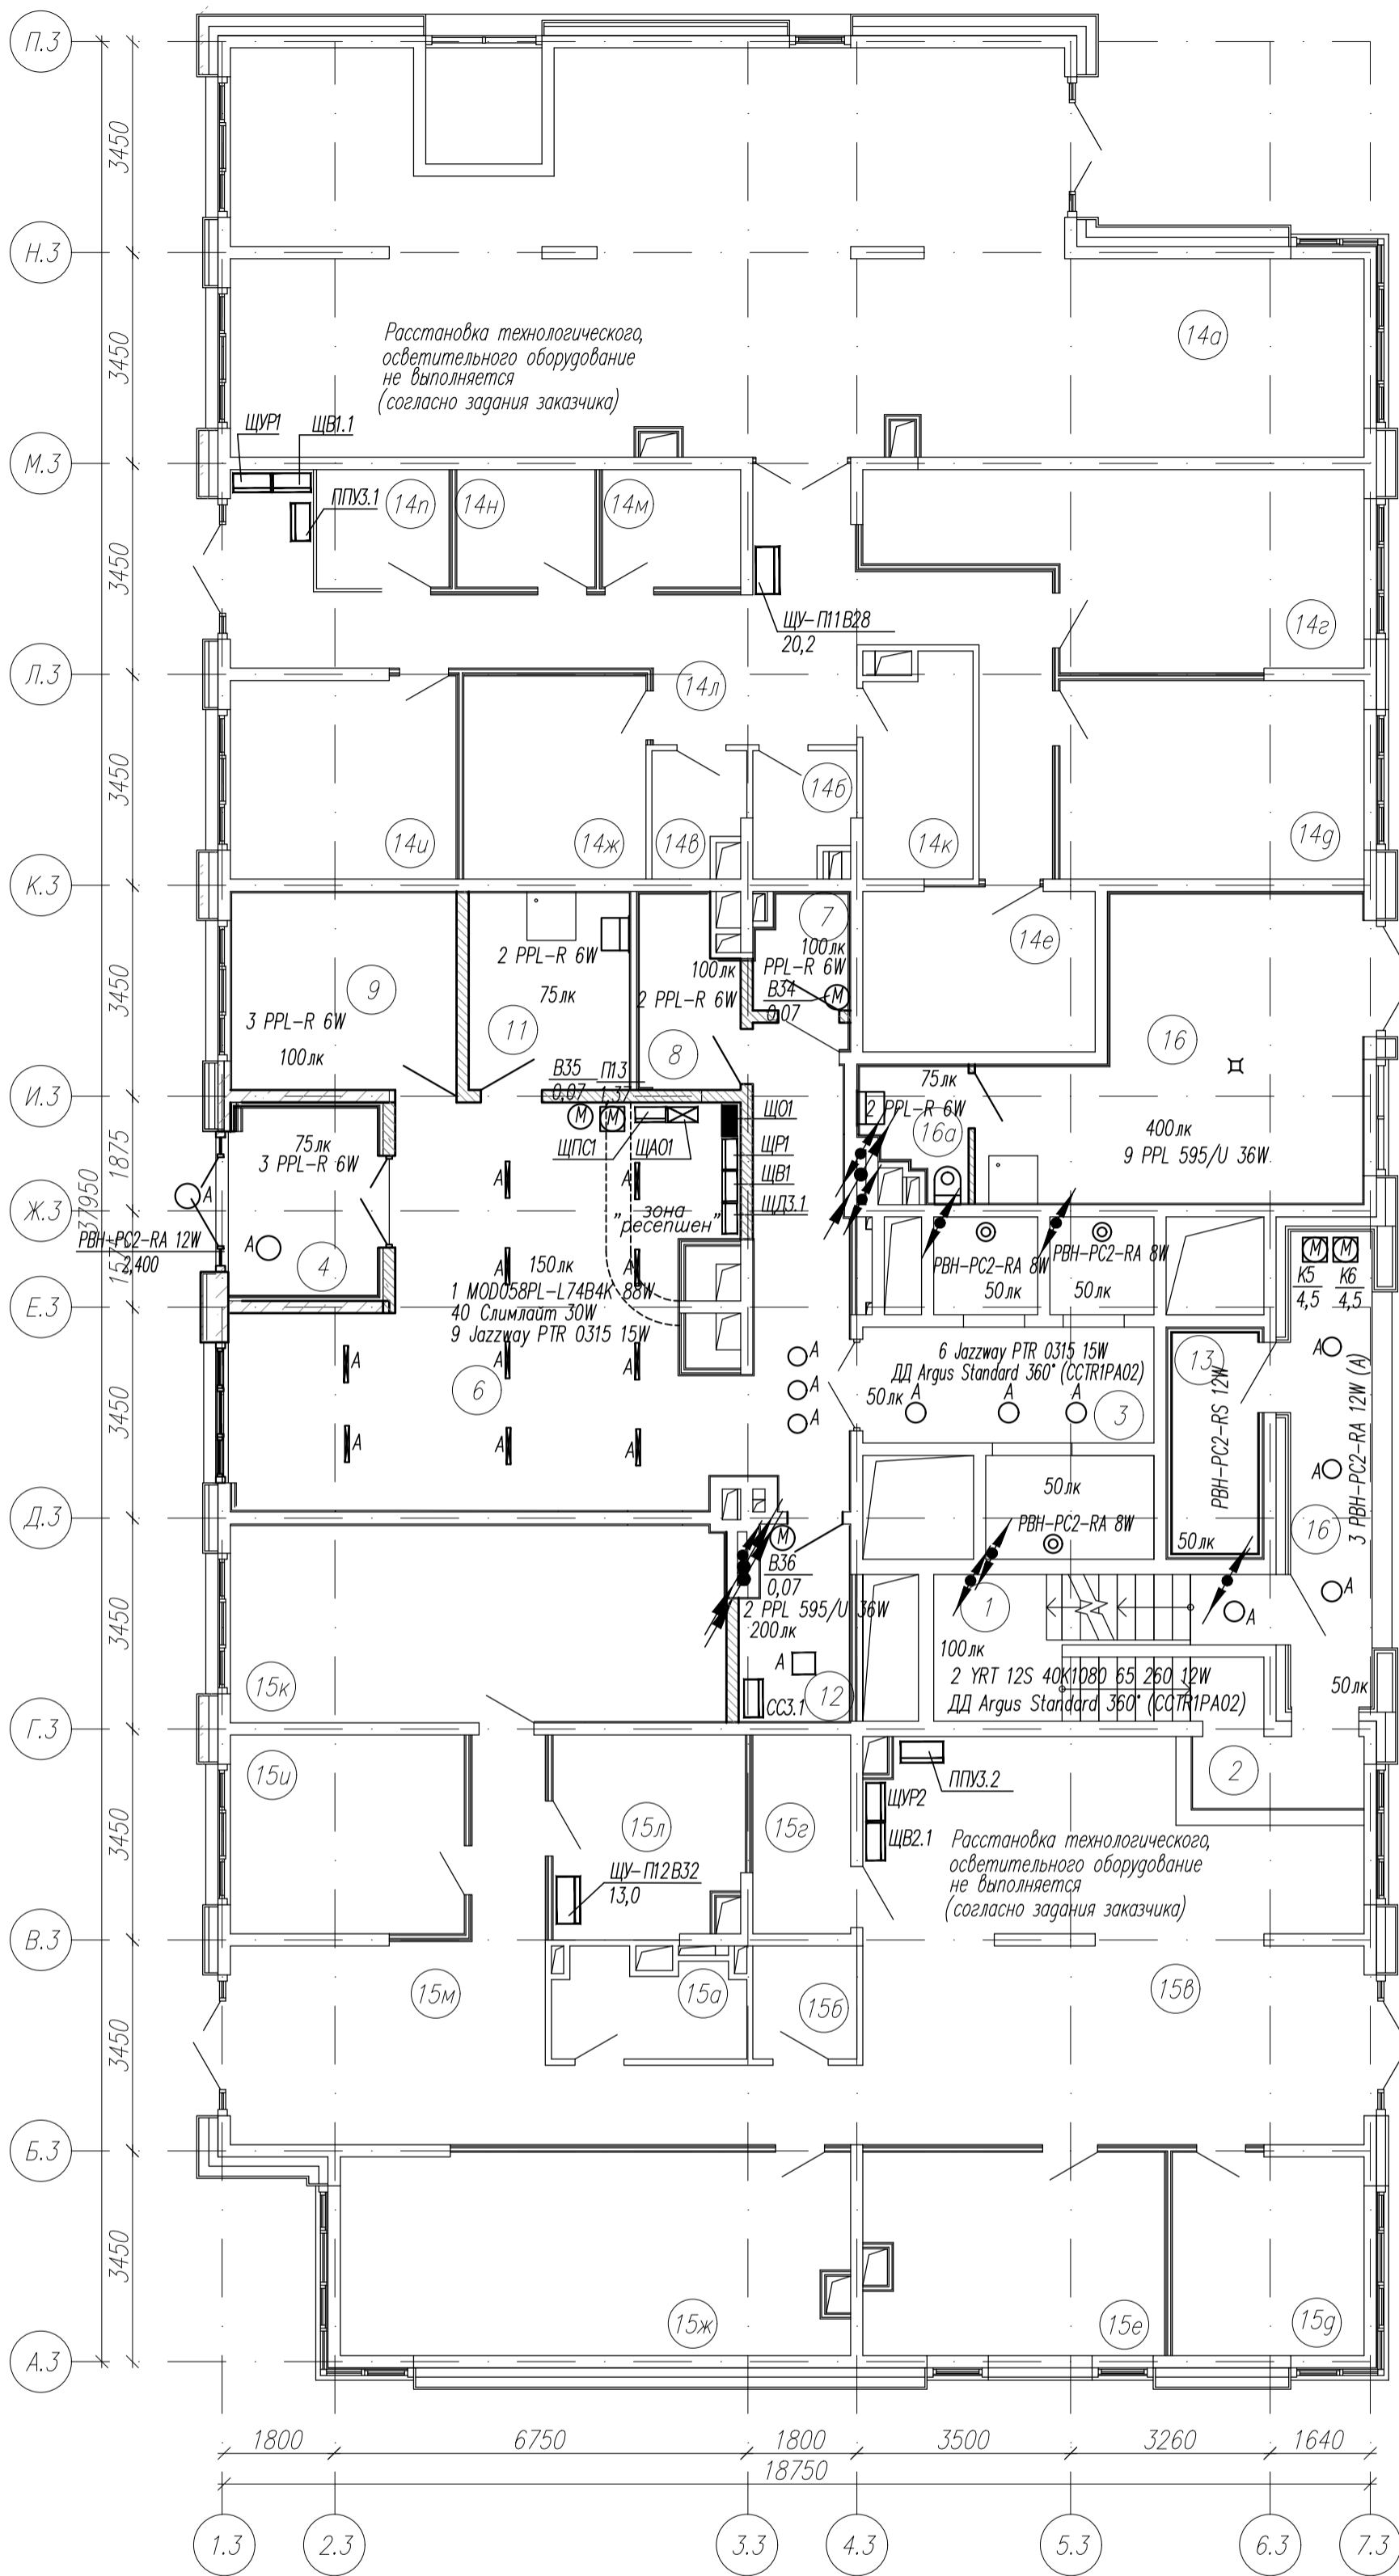 П.3
3450
Н.3
3450
14а
Расстановка технологического,
осветительного оборудование
не выполняется
(согласно задания заказчика)
ЩУР1
ЩВ1.1
М.3
ППУ3.1
14п
14н
14м
3450
ЩУ-П11В28
20,2
14г
Л.3
14л
3450
14б
14и
14ж
14в
14к
14д
К.3
7
100лк
PPL-R 6W
В34
0,07
М
14е
2 PPL-R 6W
75лк
11
100лк
2 PPL-R 6W
8
9
3 PPL-R 6W
100лк
3450
16
400лк
9 PPL 595/U 36W
И.3
В35
0,07
П13
1,37
М
М
ЩПС1
ЩАО1
ЩО1
ЩР1
ЩВ1
ЩДЗ.1
75лк
2 PPL-R 6W
16а
75лк
3 PPL-R 6W
1875
37950
Ж.3
А
А
4
РВН-PC2-RA 12W
2,400
1575
А
А
„ зона
ресепшен”
А
А
150лк
1 MOD058PL-L74B4K 88W
40 Слимлайт 30W
9 Jazzway PTR 0315 15W
РВН-PC2-RA 8W
50лк
РВН-PC2-RA 8W
50лк
М
М
К5
4,5
К6
4,5
Е.3
А
А
А
А
А
А
6
А
А
А
3450
6 Jazzway PTR 0315 15W
ДД Argus Standard 360° (CCTR1PA02)
50лк
А
А
А
3
13
РВН-PC2-RS 12W
50лк
А
А
А
3 РВН-PC2-RA 12W (А)
16
50лк
Д.3
50лк
РВН-PC2-RA 8W
М
В36
0,07
2 PPL 595/U 36W
200лк
А
12
СС3.1
3450
1
100лк
2 YRT 12S 40K1080 65 260 12W
ДД Argus Standard 360° (CCTR1PA02)
А
15к
Г.3
15и
15л
15г
ППУ3.2
2
ЩУР2
ЩВ2.1
3450
ЩУ-П12В32
13,0
Расстановка технологического,
осветительного оборудование
не выполняется
(согласно задания заказчика)
В.3
15м
15а
15б
15в
3450
Б.3
3450
15ж
15е
15д
А.3
1800
6750
1800
3500
3260
1640
18750
1.3
2.3
3.3
4.3
5.3
6.3
7.3